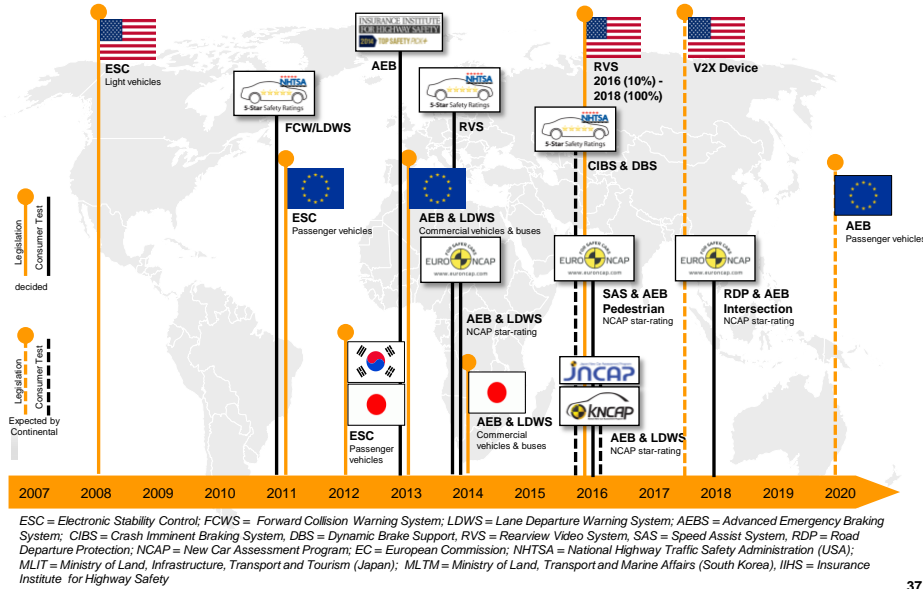 INSURANCE INSTITUTE
FOR HIGHWAY SAFETY
2014 TOP SAFETY PICK+
AEB
ESC
Light vehicles
NHTSA
5-Star Safety Ratings
FCW/LDWS
NHTSA
5-Star Safety Ratings
RVS
RVS
2016 (10%) -
2018 (100%)
V2X Device
NHTSA
5-Star Safety Ratings
CIBS & DBS
ESC
Passenger vehicles
AEB & LDWS
Commercial vehicles & buses
AEB
Passenger vehicles
Legislation
Consumer Test
decided
FOR SAFER CARS
EURO NCAP
www.euroncap.com
AEB & LDWS
NCAP star-rating
FOR SAFER CARS
EURO NCAP
www.euroncap.com
SAS & AEB
Pedestrian
NCAP star-rating
FOR SAFER CARS
EURO NCAP
www.euroncap.com
RDP & AEB
Intersection
NCAP star-rating
Legislation
Consumer Test
Expected by
Continental
ESC
Passenger
vehicles
AEB & LDWS
Commercial
vehicles & buses
JNCAP
KNCAP
AEB & LDWS
NCAP star-rating
2007 2008 2009 2010 2011 2012 2013 2014 2015 2016 2017 2018 2019 2020
ESC = Electronic Stability Control; FCWS = Forward Collision Warning System; LDWS = Lane Departure Warning System; AEBS = Advanced Emergency Braking
System; CIBS = Crash Imminent Braking System, DBS = Dynamic Brake Support, RVS = Rearview Video System, SAS = Speed Assist System, RDP = Road
Departure Protection; NCAP = New Car Assessment Program; EC = European Commission; NHTSA = National Highway Traffic Safety Administration (USA);
MLIT = Ministry of Land, Infrastructure, Transport and Tourism (Japan); MLTM = Ministry of Land, Transport and Marine Affairs (South Korea), IIHS = Insurance
Institute for Highway Safety
37